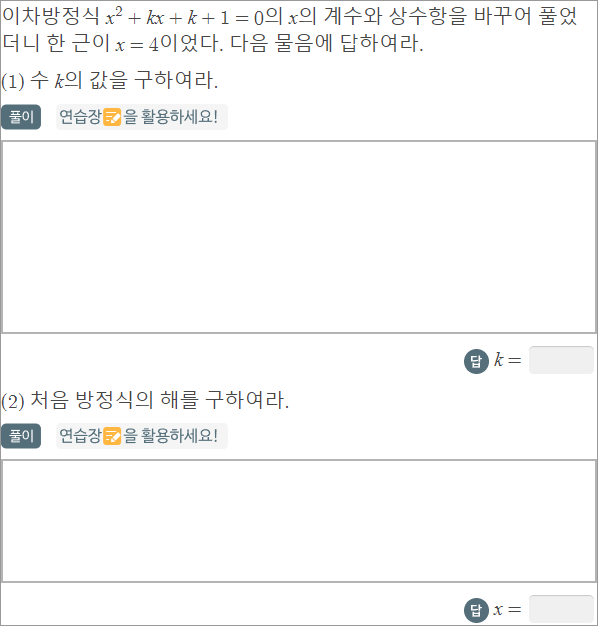 이차방정식 x² + kx + k + 1 = 0의 x의 계수와 상수항을 바꾸어 풀었
더니 한 근이 x = 4이었다. 다음 물음에 답하여라.
(1) 수 k의 값을 구하여라.
풀이 연습장을 활용하세요!
답 k =
(2) 처음 방정식의 해를 구하여라.
풀이 연습장을 활용하세요!
답 x =